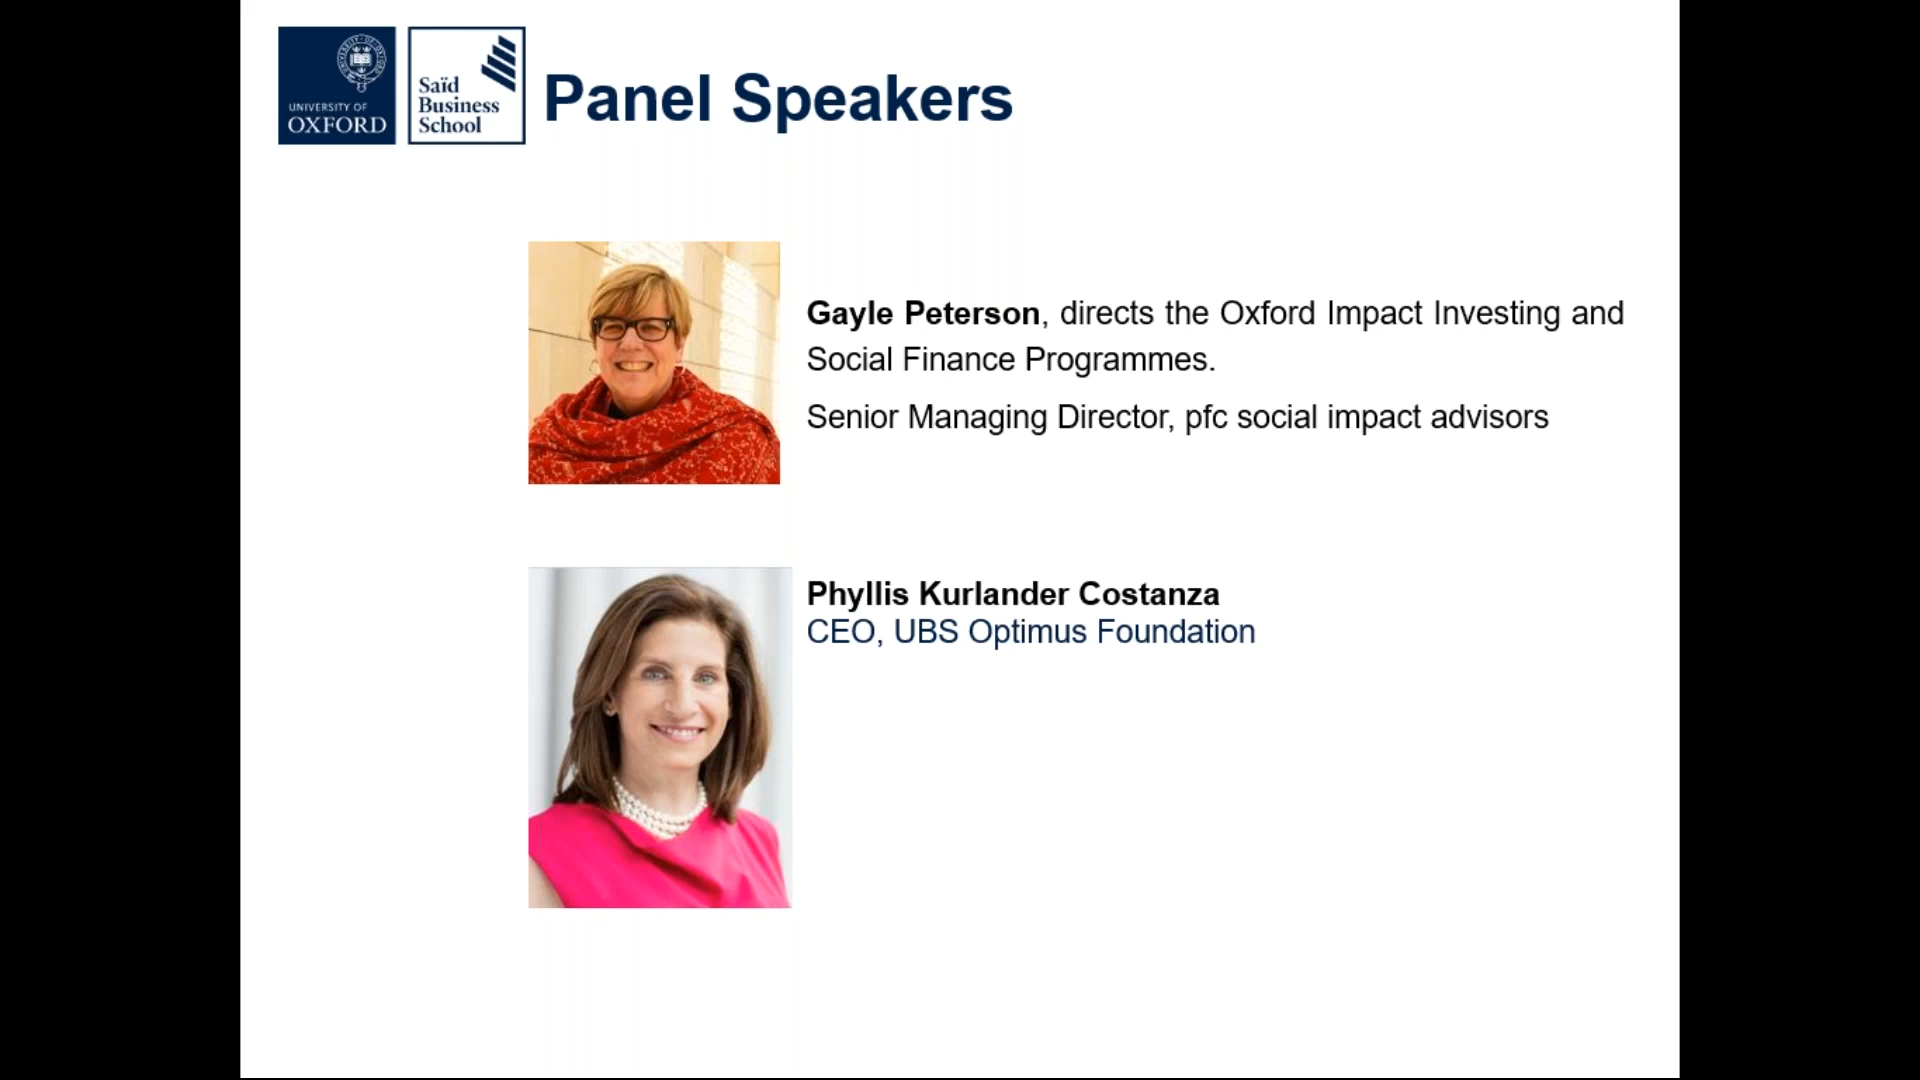 UNIVERSITY OF
OXFORD
Saïd
Business
School
Panel Speakers
Gayle Peterson, directs the Oxford Impact Investing and
Social Finance Programmes.
Senior Managing Director, pfc social impact advisors
Phyllis Kurlander Costanza
CEO, UBS Optimus Foundation